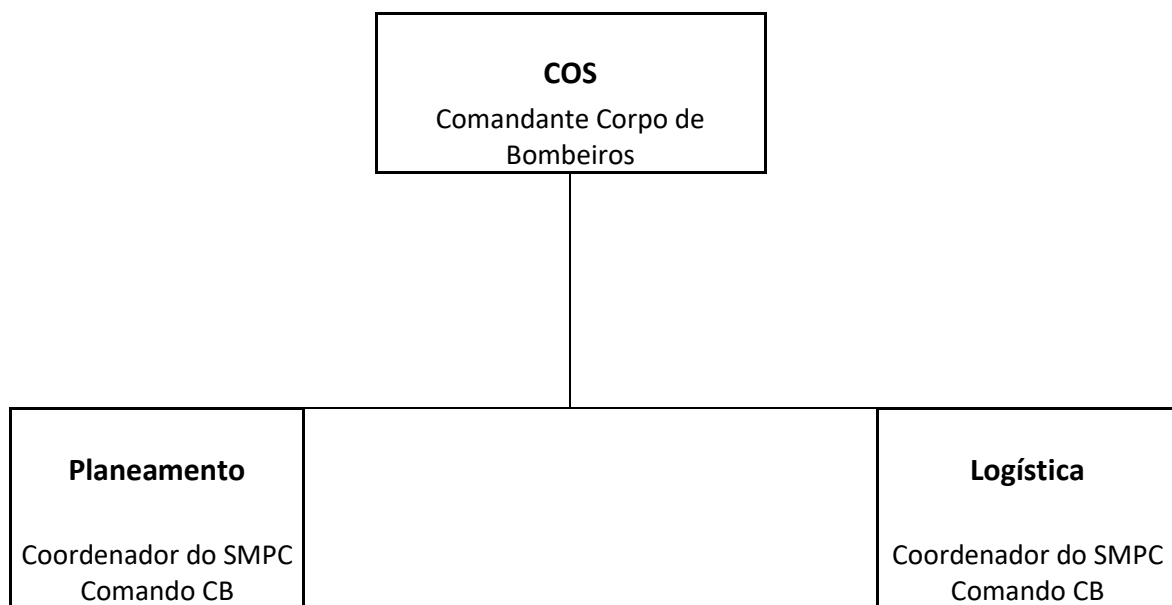 COS
Comandante Corpo de
Bombeiros
Planeamento
Coordenador do SMPC
Comando CB
Logística
Coordenador do SMPC
Comando CB